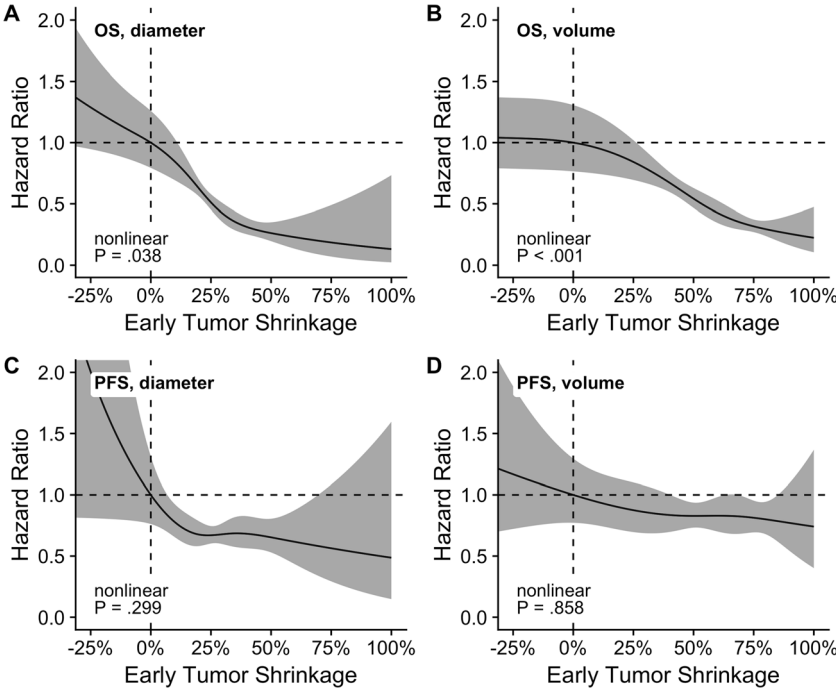 A
OS, diameter
2.0
1.5
1.0
0.5
0.0
Hazard Ratio
nonlinear
P = .038
-25% 0% 25% 50% 75% 100%
Early Tumor Shrinkage
B
OS, volume
2.0
1.5
1.0
0.5
0.0
Hazard Ratio
nonlinear
P < .001
-25% 0% 25% 50% 75% 100%
Early Tumor Shrinkage
C
PFS, diameter
2.0
1.5
1.0
0.5
0.0
Hazard Ratio
nonlinear
P = .299
-25% 0% 25% 50% 75% 100%
Early Tumor Shrinkage
D
PFS, volume
2.0
1.5
1.0
0.5
0.0
Hazard Ratio
nonlinear
P = .858
-25% 0% 25% 50% 75% 100%
Early Tumor Shrinkage